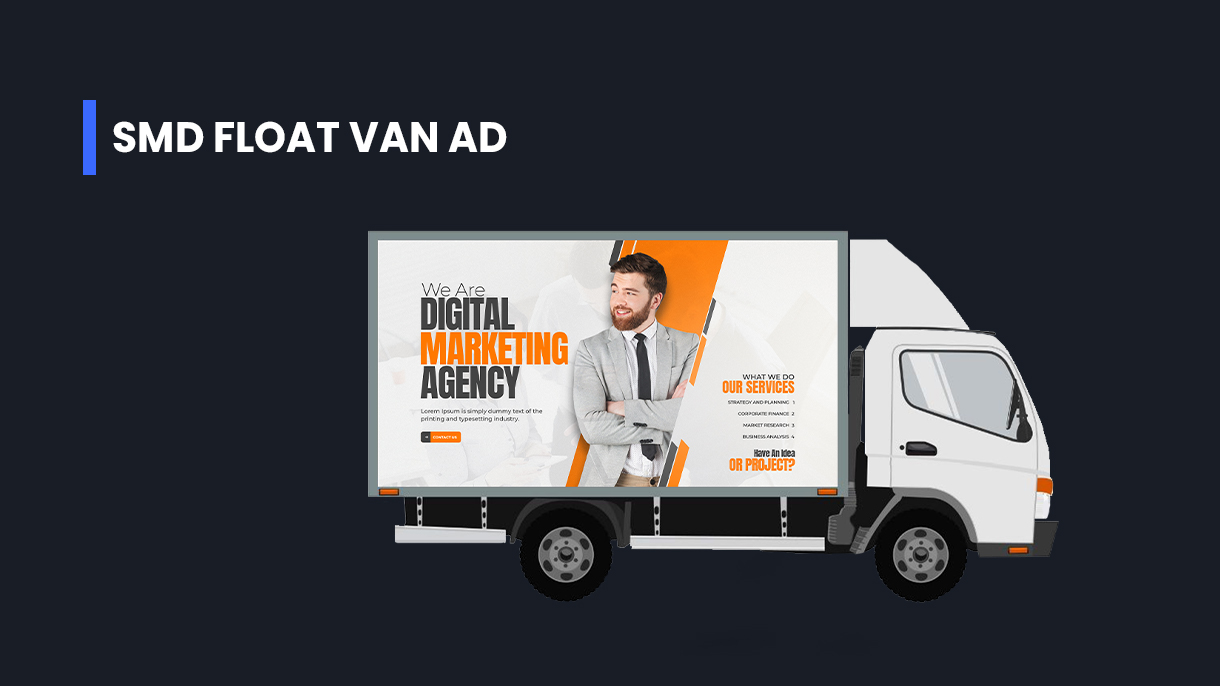 SMD FLOAT VAN AD
We Are
DIGITAL
MARKETING
AGENCY
Lorem Ipsum is simply dummy text of the
printing and typesetting industry.
CONTACT US
WHAT WE DO
OUR SERVICES
STRATEGY AND PLANNING 1
CORPORATE FINANCE 2
MARKET RESEARCH 3
BUSINESS ANALYSIS 4
Have An Idea
OR PROJECT?